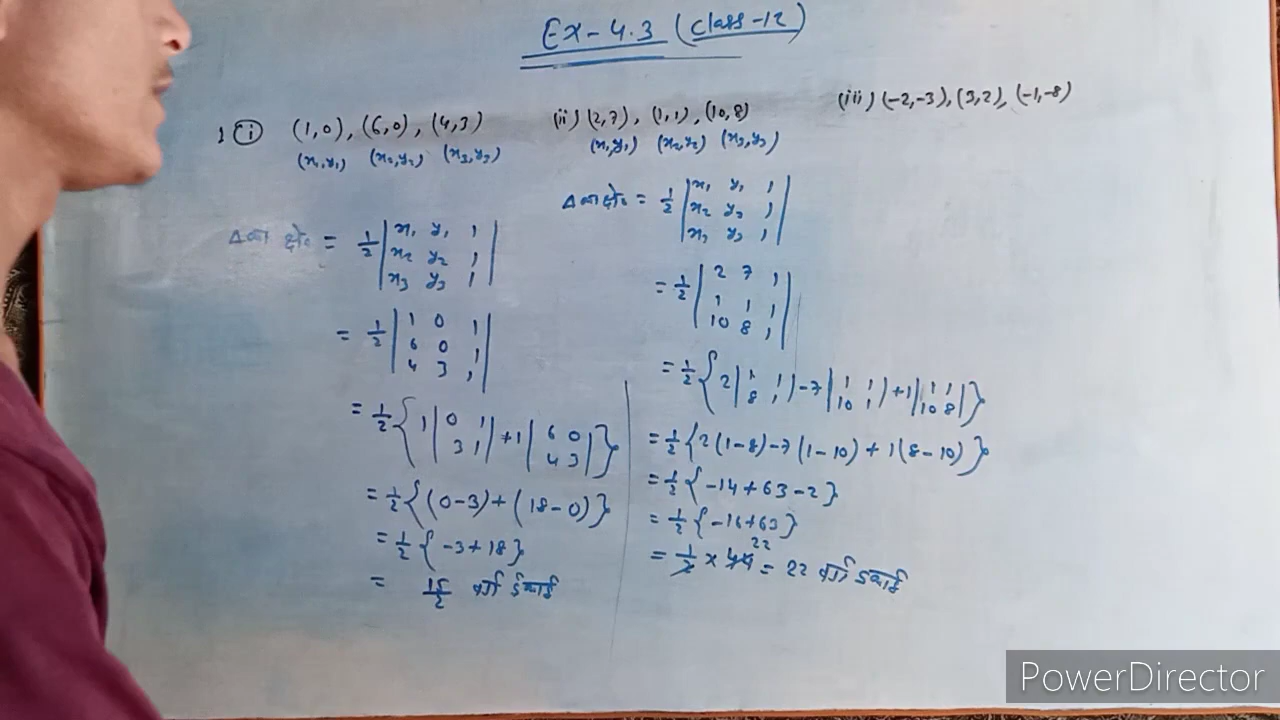 Ex-4.3 (class-12)
1 (i) (1,0), (6,0), (4,3)
(x₁,y₁) (x₂,y₂) (x₃,y₃)
Δ का क्षे० = 1/2 | x₁ y₁ 1 |
| x₂ y₂ 1 |
| x₃ y₃ 1 |
= 1/2 | 1 0 1 |
| 6 0 1 |
| 4 3 1 |
= 1/2 { 1 | 0 1 | + 1 | 6 0 | }
| 3 1 | | 4 3 |
= 1/2 { (0-3) + (18-0) }
= 1/2 { -3+18 }
= 15/2 वर्ग इकाई
(ii) (2,7), (1,1), (10,8)
(x₁,y₁) (x₂,y₂) (x₃,y₃)
Δ का क्षे० = 1/2 | x₁ y₁ 1 |
| x₂ y₂ 1 |
| x₃ y₃ 1 |
= 1/2 | 2 7 1 |
| 1 1 1 |
| 10 8 1 |
= 1/2 { 2 | 1 1 | - 7 | 1 1 | + 1 | 1 1 | }
| 8 1 | | 10 1 | | 10 8 |
= 1/2 { 2(1-8) - 7(1-10) + 1(8-10) }
= 1/2 { -14+63-2 }
= 1/2 { -16+63 }
22
= 1/2 × 44 = 22 वर्ग इकाई
(iii) (-2,-3), (3,2), (-1,-8)
PowerDirector